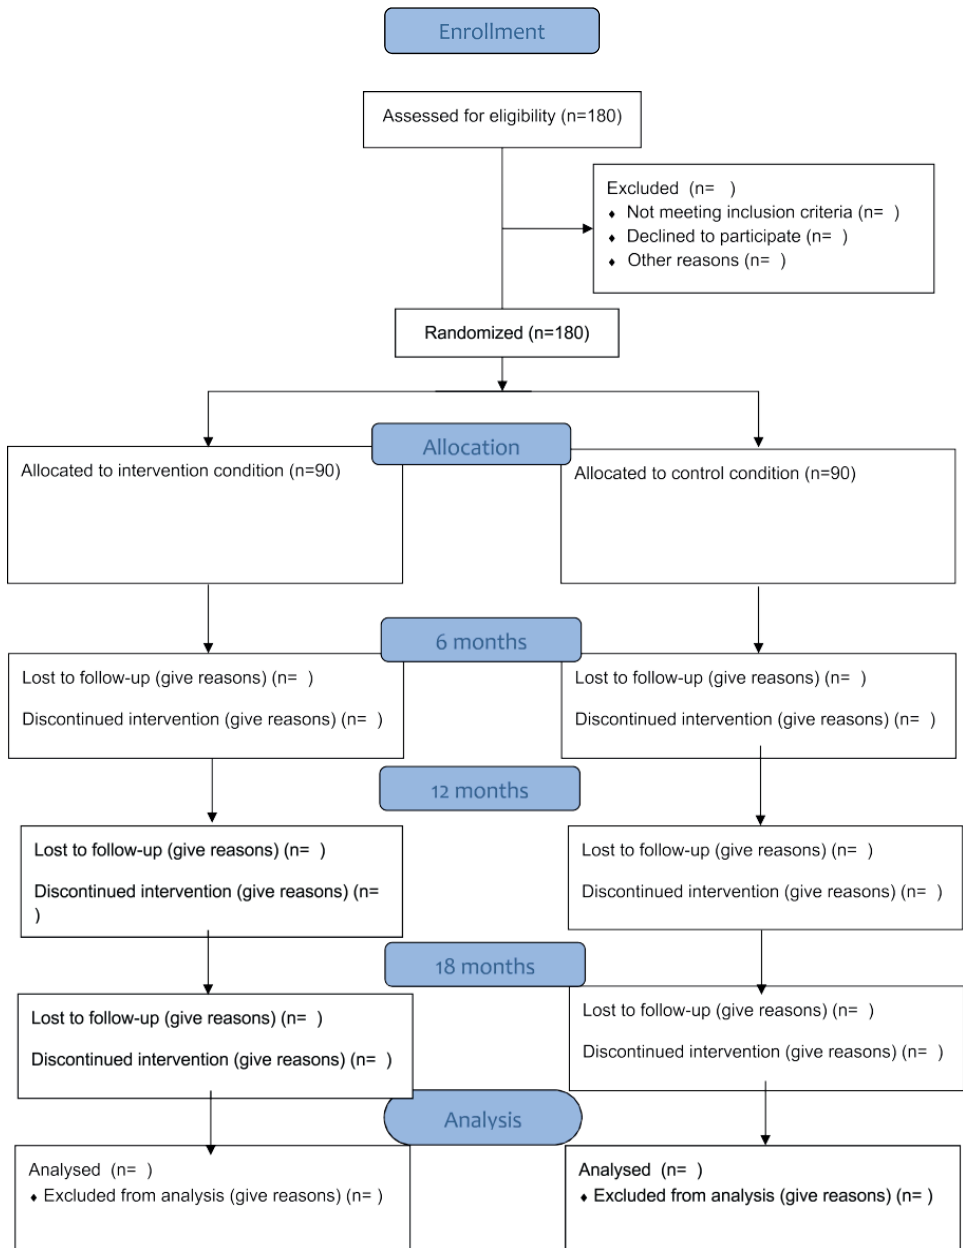 Enrollment
Assessed for eligibility (n=180)
Excluded (n= )
♦ Not meeting inclusion criteria (n= )
♦ Declined to participate (n= )
♦ Other reasons (n= )
Randomized (n=180)
Allocation
Allocated to intervention condition (n=90)
Allocated to control condition (n=90)
6 months
Lost to follow-up (give reasons) (n= )
Discontinued intervention (give reasons) (n= )
Lost to follow-up (give reasons) (n= )
Discontinued intervention (give reasons) (n= )
12 months
Lost to follow-up (give reasons) (n= )
Discontinued intervention (give reasons) (n=
)
Lost to follow-up (give reasons) (n= )
Discontinued intervention (give reasons) (n= )
18 months
Lost to follow-up (give reasons) (n= )
Discontinued intervention (give reasons) (n= )
Lost to follow-up (give reasons) (n= )
Discontinued intervention (give reasons) (n= )
Analysis
Analysed (n= )
♦ Excluded from analysis (give reasons) (n= )
Analysed (n= )
♦ Excluded from analysis (give reasons) (n= )